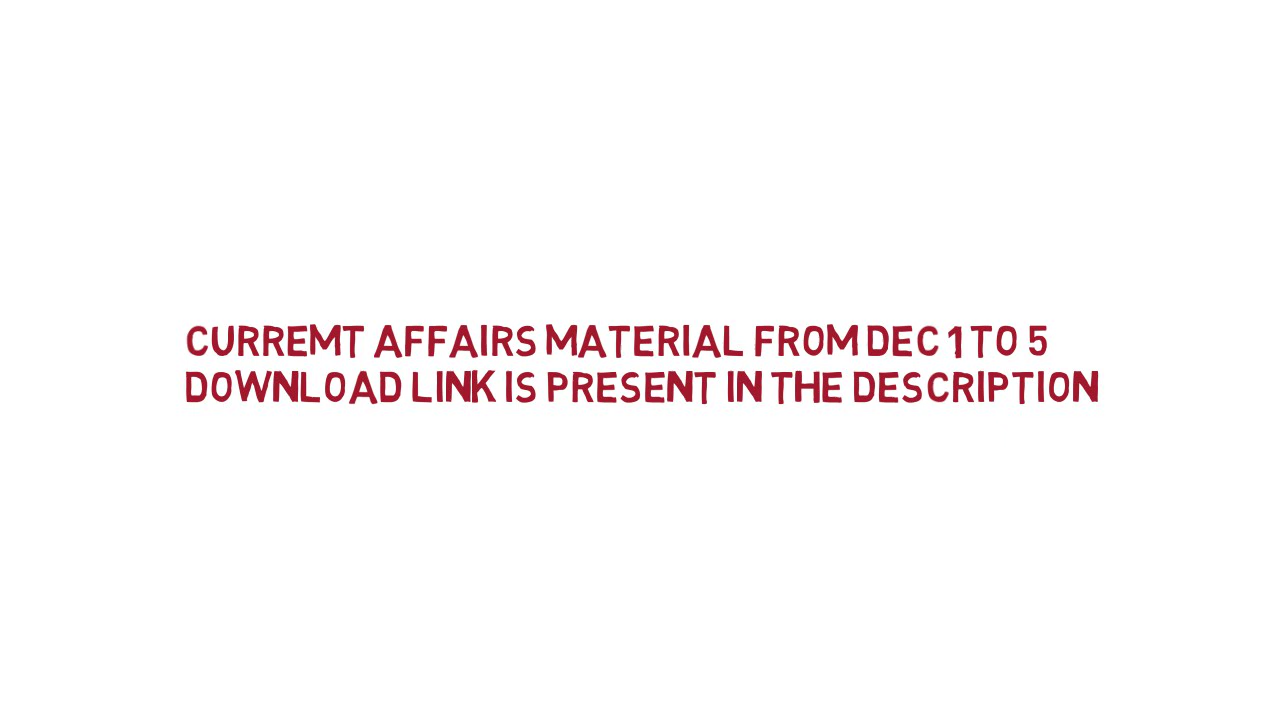 CURREMT AFFAIRS MATERIAL FROM DEC 1 TO 5
DOWNLOAD LINK IS PRESENT IN THE DESCRIPTION